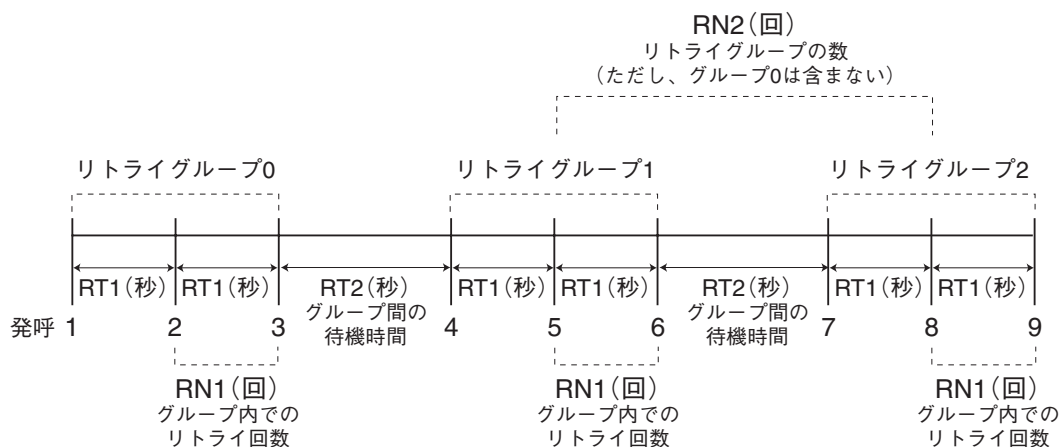 RN2(回)
リトライグループの数
(ただし、グループ0は含まない)
リトライグループ0
リトライグループ1
リトライグループ2
RT1(秒) RT1(秒) RT2(秒) RT1(秒) RT1(秒) RT2(秒) RT1(秒) RT1(秒)
グループ間の
待機時間
グループ間の
待機時間
発呼 1 2 3 4 5 6 7 8 9
RN1(回)
グループ内での
リトライ回数
RN1(回)
グループ内での
リトライ回数
RN1(回)
グループ内での
リトライ回数